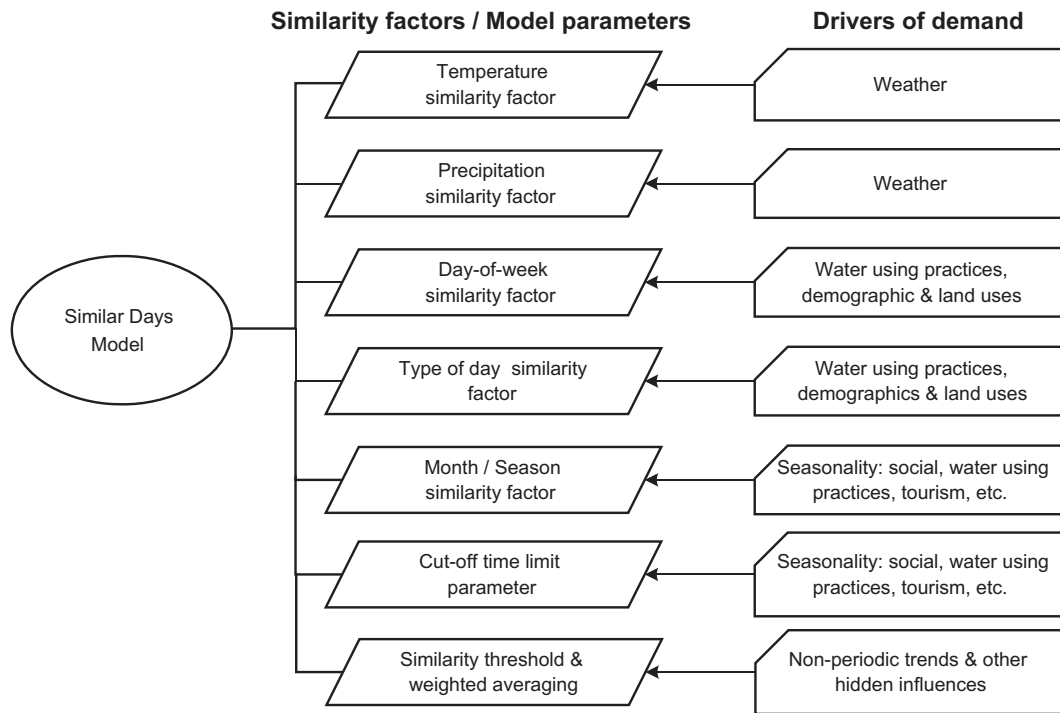 Similarity factors / Model parameters
Drivers of demand
Temperature
similarity factor
Weather
Precipitation
similarity factor
Weather
Day-of-week
similarity factor
Water using practices,
demographic & land uses
Similar Days
Model
Type of day similarity
factor
Water using practices,
demographics & land uses
Month / Season
similarity factor
Seasonality: social, water using
practices, tourism, etc.
Cut-off time limit
parameter
Seasonality: social, water using
practices, tourism, etc.
Similarity threshold &
weighted averaging
Non-periodic trends & other
hidden influences